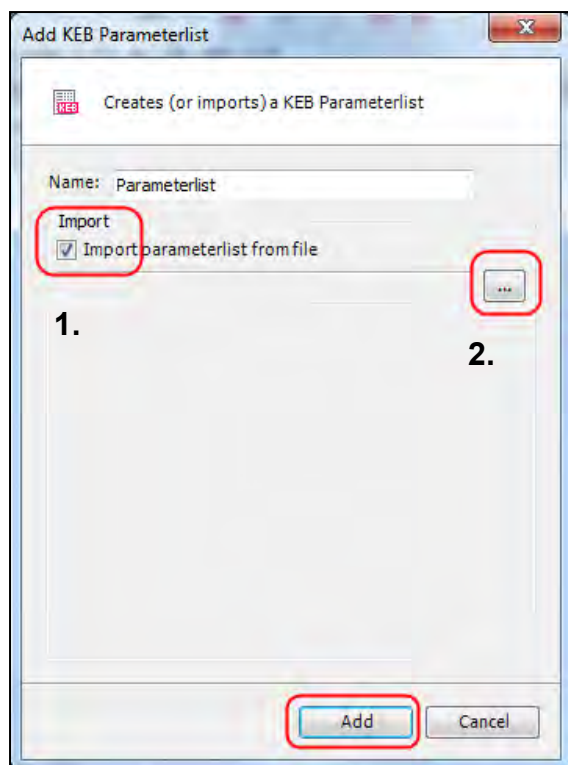 Add KEB Parameterlist
X
KEB
Creates (or imports) a KEB Parameterlist
Name: Parameterlist
Import
Import parameterlist from file
...
1.
2.
Add Cancel